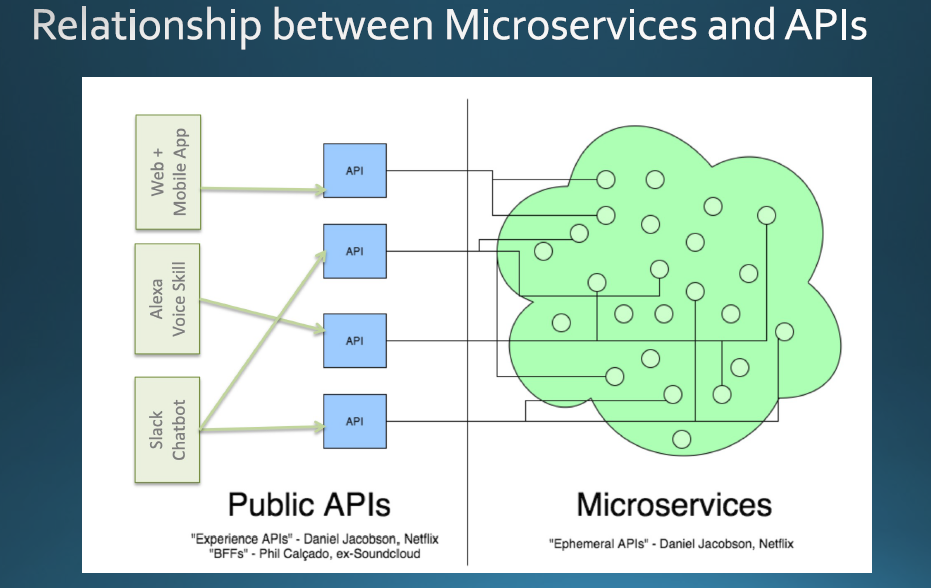 Relationship between Microservices and APIs
Web +
Mobile App
Alexa
Voice Skill
Slack
Chatbot
API
API
API
API
Public APIs
"Experience APIs" - Daniel Jacobson, Netflix
"BFFs" - Phil Calçado, ex-Soundcloud
Microservices
"Ephemeral APIs" - Daniel Jacobson, Netflix